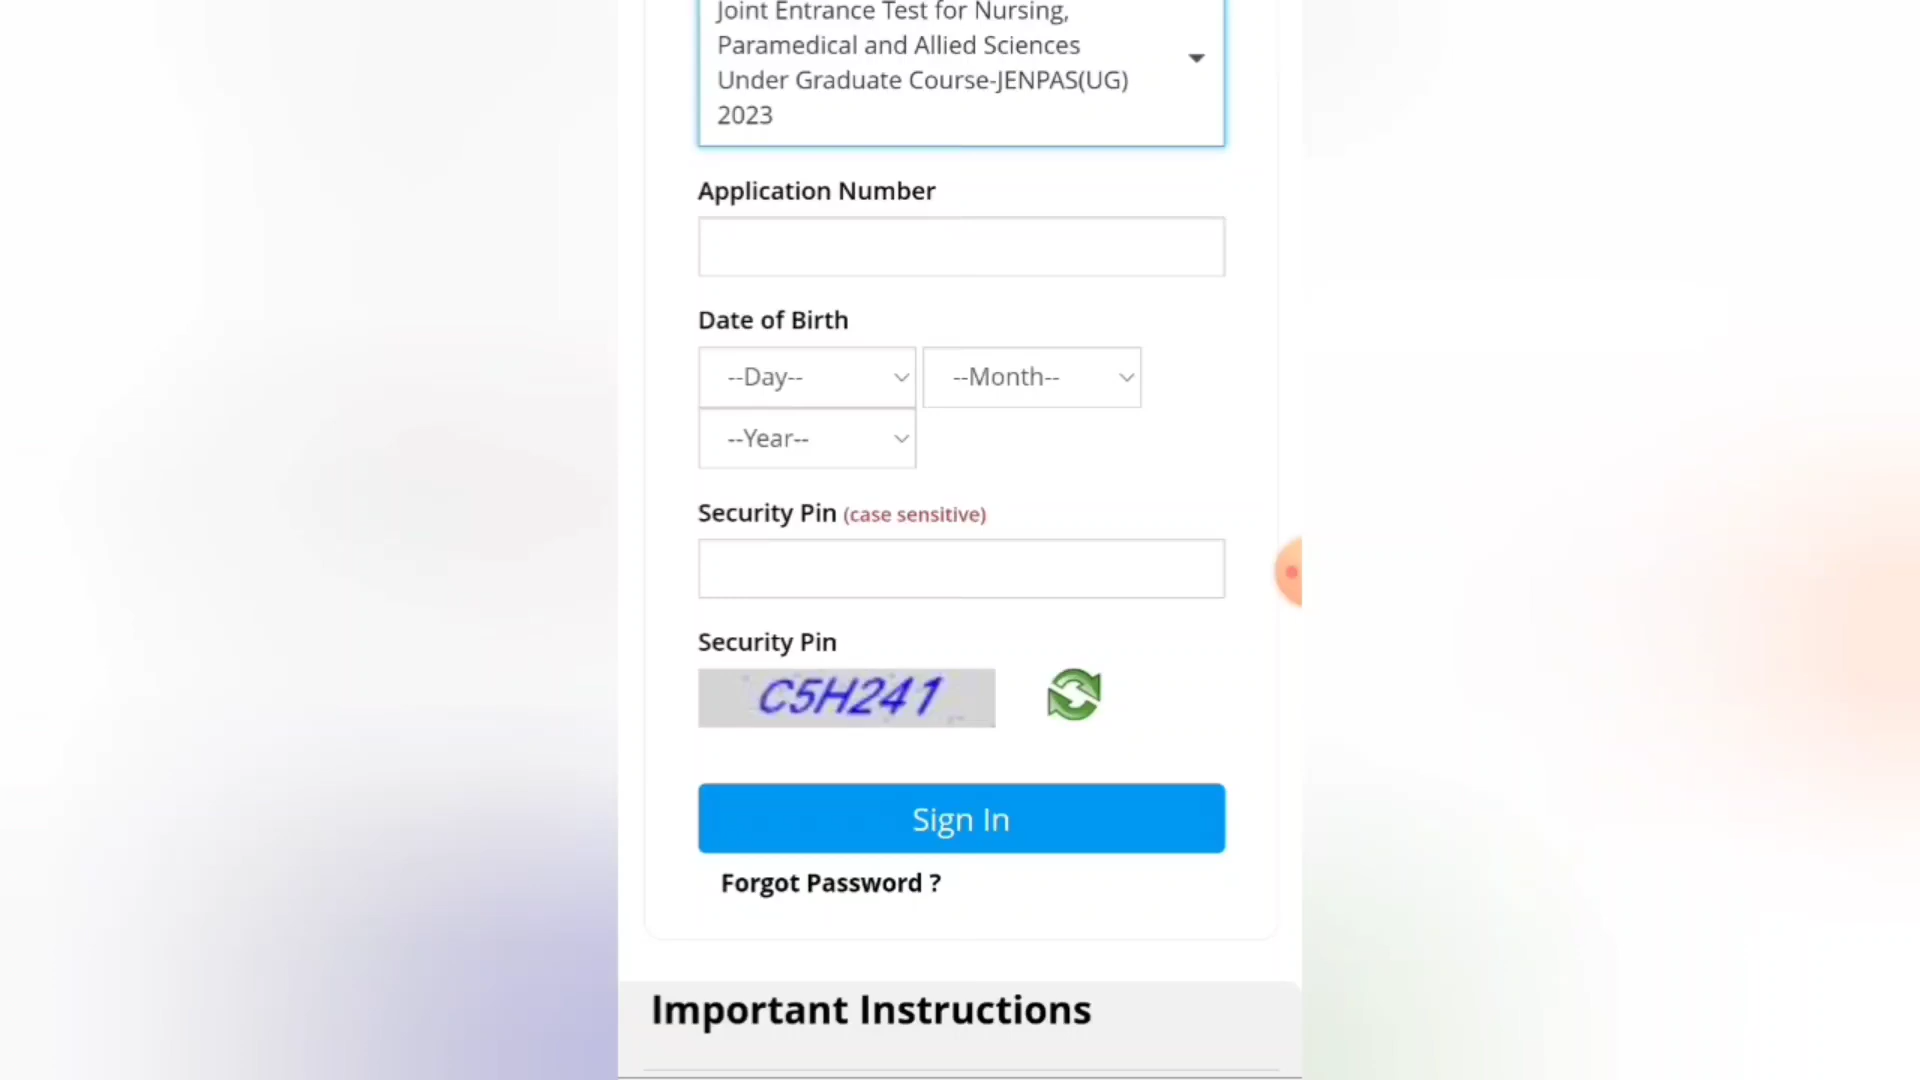 Joint Entrance Test for Nursing,
Paramedical and Allied Sciences
Under Graduate Course-JENPAS(UG)
2023
Application Number
Date of Birth
--Day-- --Month--
--Year--
Security Pin (case sensitive)
Security Pin
C5H241
Sign In
Forgot Password ?
Important Instructions